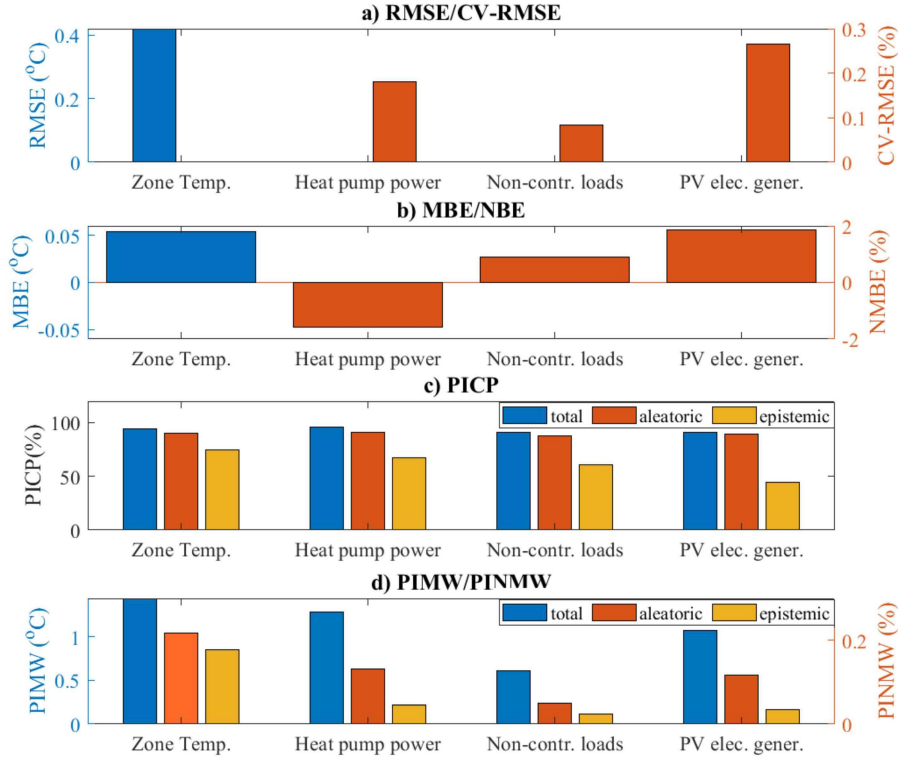 a) RMSE/CV-RMSE
RMSE (°C)
0.4
0.2
0
0.3
0.2
0.1
0
CV-RMSE (%)
Zone Temp. Heat pump power Non-contr. loads PV elec. gener.
b) MBE/NBE
MBE (°C)
0.05
0
-0.05
2
0
-2
NMBE (%)
Zone Temp. Heat pump power Non-contr. loads PV elec. gener.
c) PICP
PICP(%)
100
50
0
total aleatoric epistemic
Zone Temp. Heat pump power Non-contr. loads PV elec. gener.
d) PIMW/PINMW
PIMW (°C)
1
0.5
0
total aleatoric epistemic
0.2
0
PINMW (%)
Zone Temp. Heat pump power Non-contr. loads PV elec. gener.